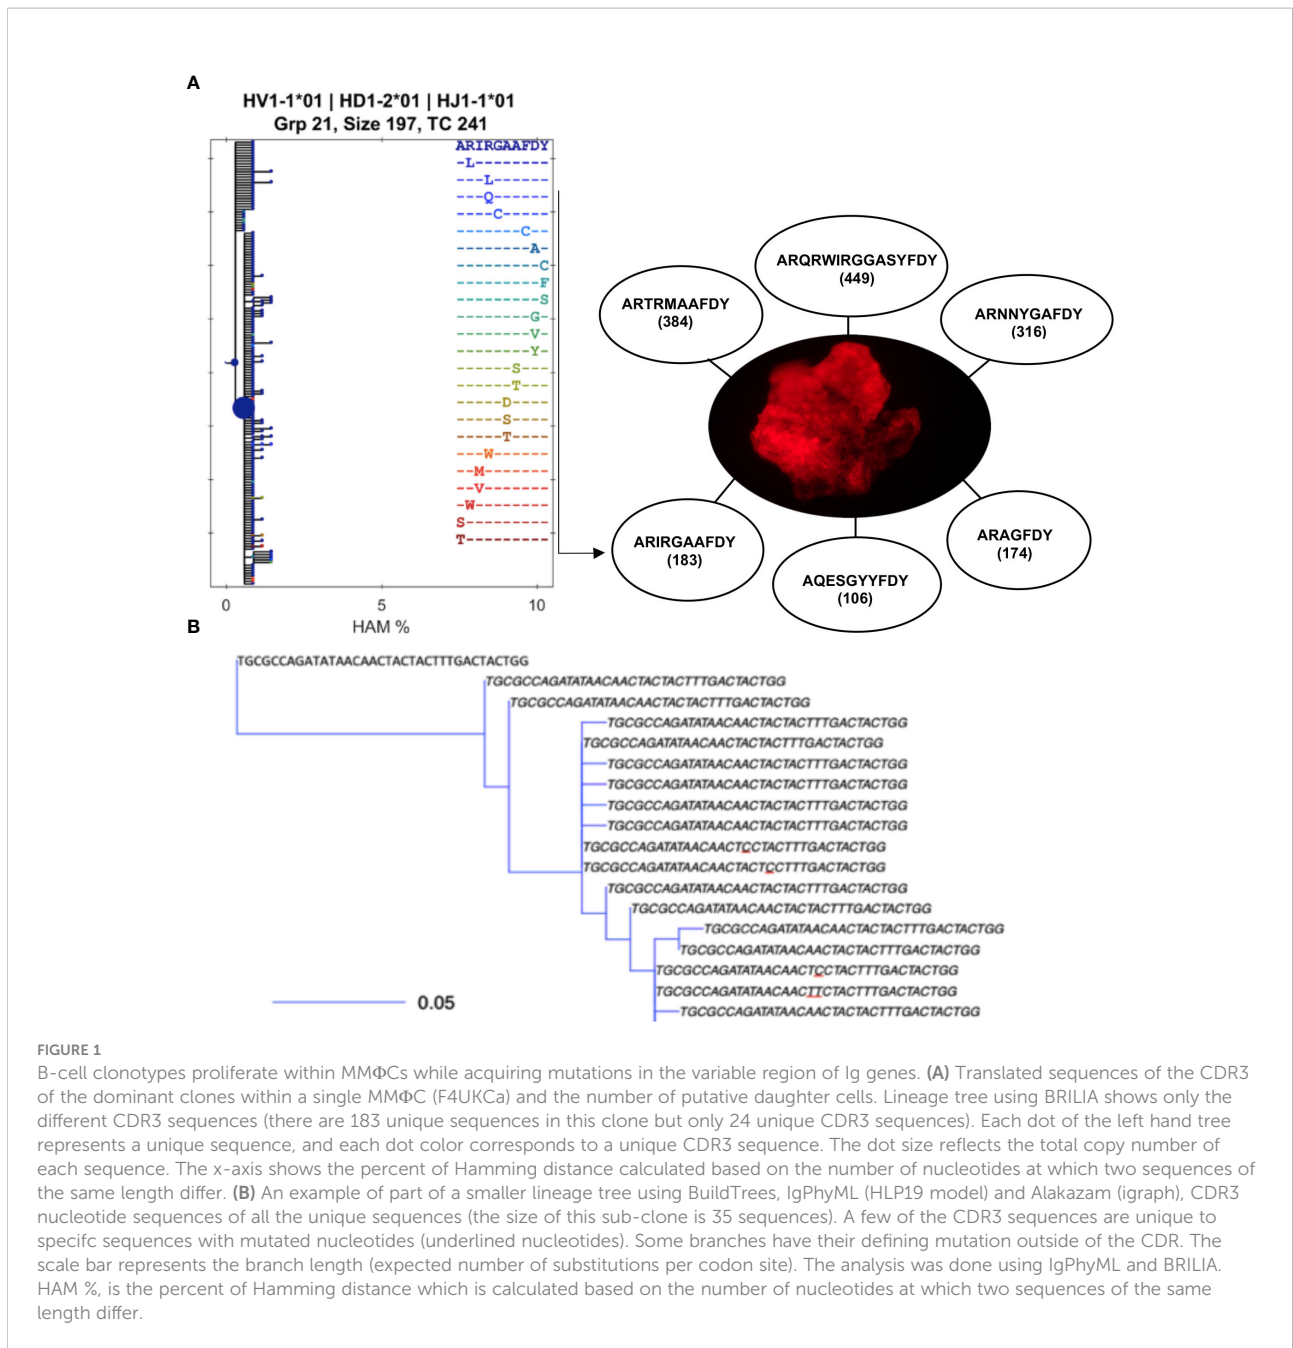 A
HV1-1*01 | HD1-2*01 | HJ1-1*01
Grp 21, Size 197, TC 241
ARIRGAAFDY
-L--------
---L------
---Q------
----C-----
-------C--
--------A-
---------C
---------F
---------S
--------G-
--------V-
--------Y-
------S---
------T---
-----D----
-----S----
-----T----
---W------
--M-------
--V-------
-W--------
S---------
T---------
0 5 10
HAM %
ARQRWIRGGASYFDY
(449)
ARTRMAAFDY
(384)
ARNNYGAFDY
(316)
ARIRGAAFDY
(183)
AQESGYYFDY
(106)
ARAGFDY
(174)
B
TGCGCCAGATATAACAACTACTACTTTGACTACTGG
TGCGCCAGATATAACAACTACTACTTTGACTACTGG
TGCGCCAGATATAACAACTACTACTTTGACTACTGG
TGCGCCAGATATAACAACTACTACTTTGACTACTGG
TGCGCCAGATATAACAACTACTACTTTGACTACTGG
TGCGCCAGATATAACAACTACTACTTTGACTACTGG
TGCGCCAGATATAACAACTACTACTTTGACTACTGG
TGCGCCAGATATAACAACTACTACTTTGACTACTGG
TGCGCCAGATATAACAACTACTACTTTGACTACTGG
TGCGCCAGATATAACAACTCCTACTTTGACTACTGG
TGCGCCAGATATAACAACTACTCCTTTGACTACTGG
TGCGCCAGATATAACAACTACTACTTTGACTACTGG
TGCGCCAGATATAACAACTACTACTTTGACTACTGG
TGCGCCAGATATAACAACTACTACTTTGACTACTGG
TGCGCCAGATATAACAACTACTACTTTGACTACTGG
TGCGCCAGATATAACAACTCCTACTTTGACTACTGG
TGCGCCAGATATAACAACTTCTACTTTGACTACTGG
TGCGCCAGATATAACAACTACTACTTTGACTACTGG
0.05
FIGURE 1
B-cell clonotypes proliferate within MMΦCs while acquiring mutations in the variable region of Ig genes. (A) Translated sequences of the CDR3
of the dominant clones within a single MMΦC (F4UKCa) and the number of putative daughter cells. Lineage tree using BRILIA shows only the
different CDR3 sequences (there are 183 unique sequences in this clone but only 24 unique CDR3 sequences). Each dot of the left hand tree
represents a unique sequence, and each dot color corresponds to a unique CDR3 sequence. The dot size reflects the total copy number of
each sequence. The x-axis shows the percent of Hamming distance calculated based on the number of nucleotides at which two sequences of
the same length differ. (B) An example of part of a smaller lineage tree using BuildTrees, IgPhyML (HLP19 model) and Alakazam (igraph), CDR3
nucleotide sequences of all the unique sequences (the size of this sub-clone is 35 sequences). A few of the CDR3 sequences are unique to
specifc sequences with mutated nucleotides (underlined nucleotides). Some branches have their defining mutation outside of the CDR. The
scale bar represents the branch length (expected number of substitutions per codon site). The analysis was done using IgPhyML and BRILIA.
HAM %, is the percent of Hamming distance which is calculated based on the number of nucleotides at which two sequences of the same
length differ.